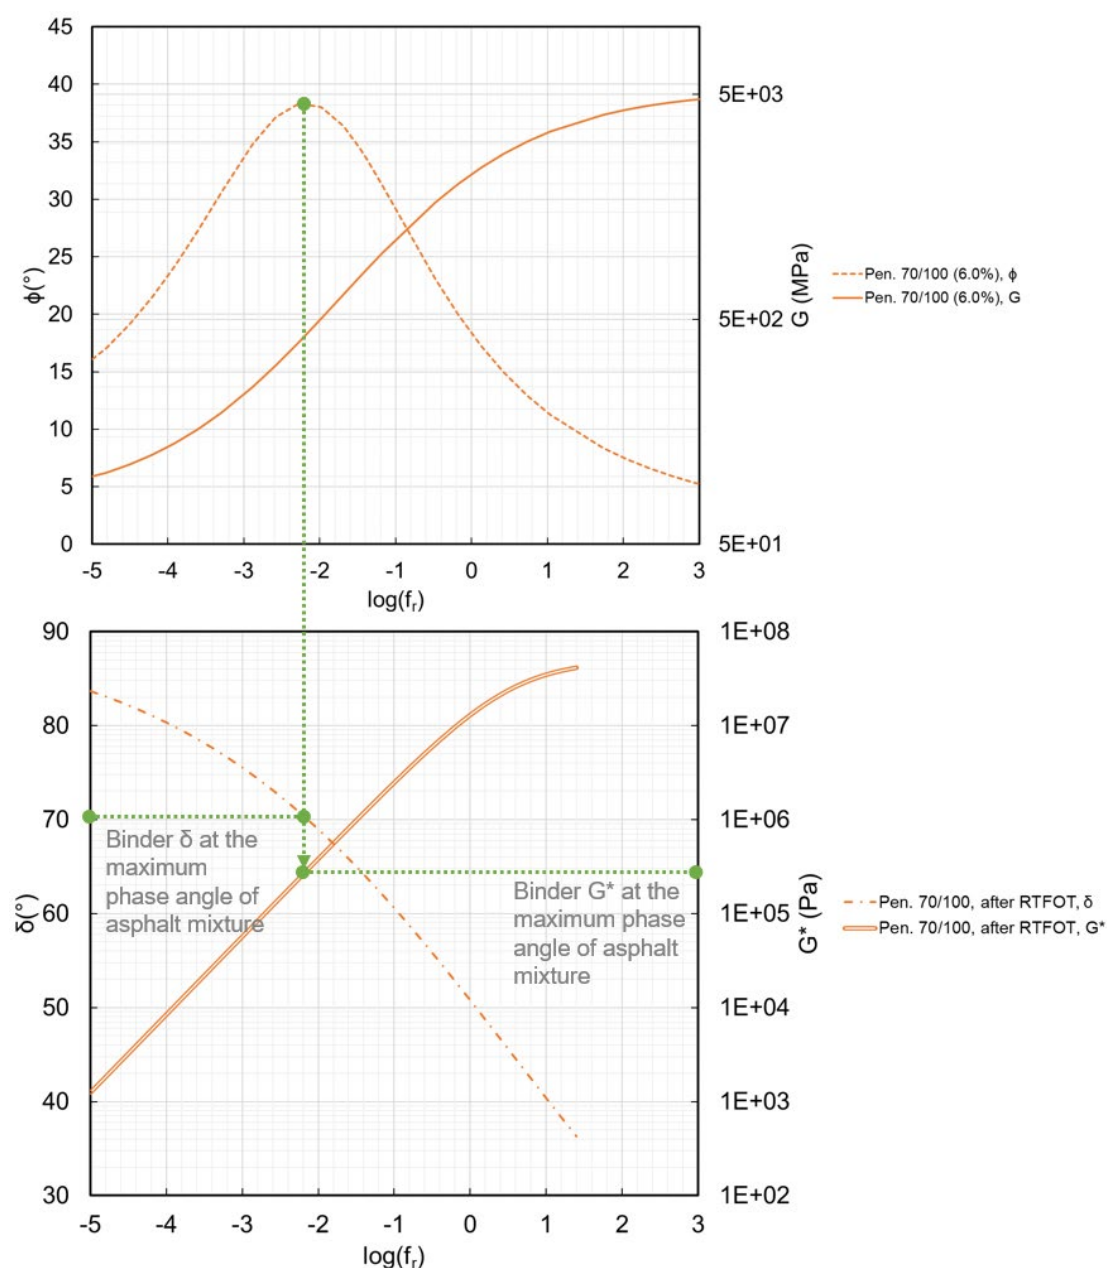 45
40
35
30
25
20
15
10
5
0
ϕ(°)
5E+03
5E+02
5E+01
G (MPa)
-5 -4 -3 -2 -1 0 1 2 3
log(fr)
Pen. 70/100 (6.0%), ϕ
Pen. 70/100 (6.0%), G
90
80
70
60
50
40
30
δ(°)
1E+08
1E+07
1E+06
1E+05
1E+04
1E+03
1E+02
G* (Pa)
Binder δ at the
maximum
phase angle of
asphalt mixture
Binder G* at the
maximum phase
angle of asphalt
mixture
-5 -4 -3 -2 -1 0 1 2 3
log(fr)
Pen. 70/100, after RTFOT, δ
Pen. 70/100, after RTFOT, G*